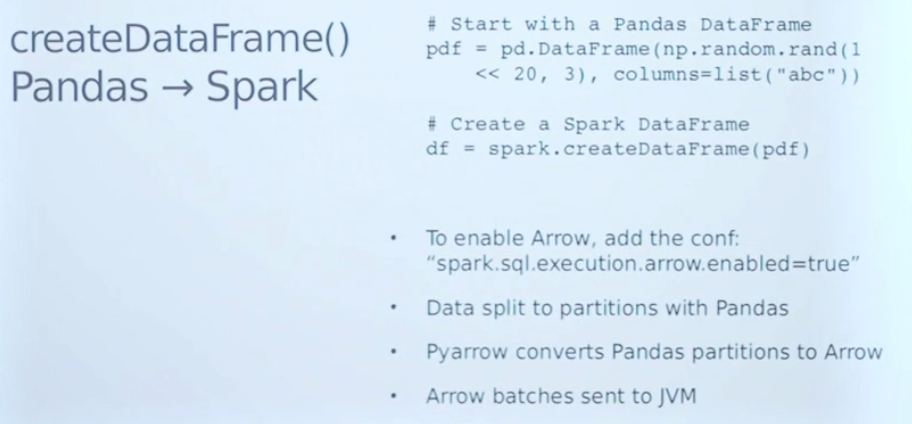 createDataFrame()
Pandas → Spark
# Start with a Pandas DataFrame
pdf = pd.DataFrame(np.random.rand(1
<< 20, 3), columns=list("abc"))
# Create a Spark DataFrame
df = spark.createDataFrame(pdf)
• To enable Arrow, add the conf:
“spark.sql.execution.arrow.enabled=true”
• Data split to partitions with Pandas
• Pyarrow converts Pandas partitions to Arrow
• Arrow batches sent to JVM